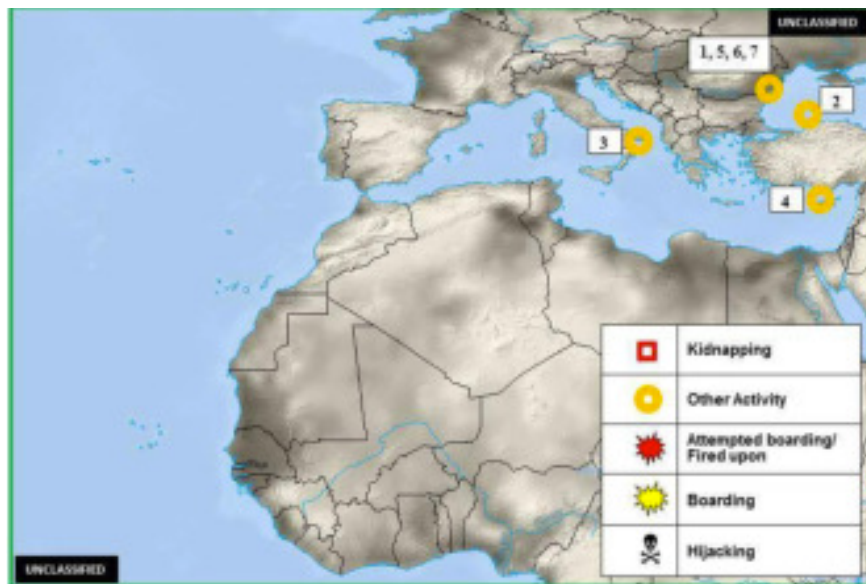 UNCLASSIFIED
1, 5, 6, 7
2
3
4
Kidnapping
Other Activity
Attempted boarding/
Fired upon
Boarding
Hijacking
UNCLASSIFIED